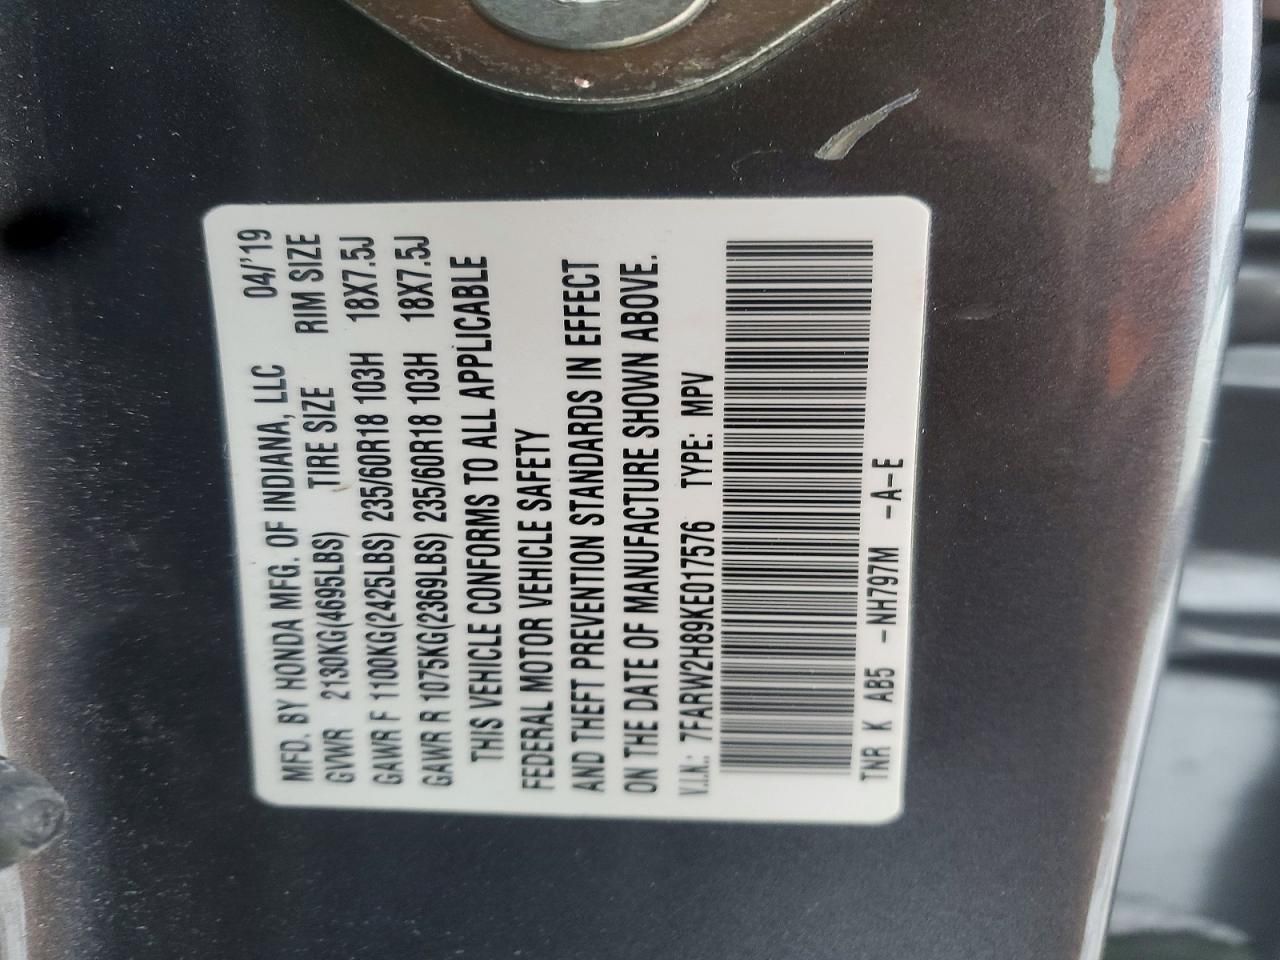 MFD. BY HONDA MFG. OF INDIANA, LLC 04/'19
GVWR 2130KG(4695LBS) TIRE SIZE RIM SIZE
GAWR F 1100KG(2425LBS) 235/60R18 103H 18X7.5J
GAWR R 1075KG(2369LBS) 235/60R18 103H 18X7.5J
THIS VEHICLE CONFORMS TO ALL APPLICABLE
FEDERAL MOTOR VEHICLE SAFETY
AND THEFT PREVENTION STANDARDS IN EFFECT
ON THE DATE OF MANUFACTURE SHOWN ABOVE.
V.I.N.: 7FARW2H89KE017576 TYPE: MPV
TNR K AB5 -NH797M -A-E